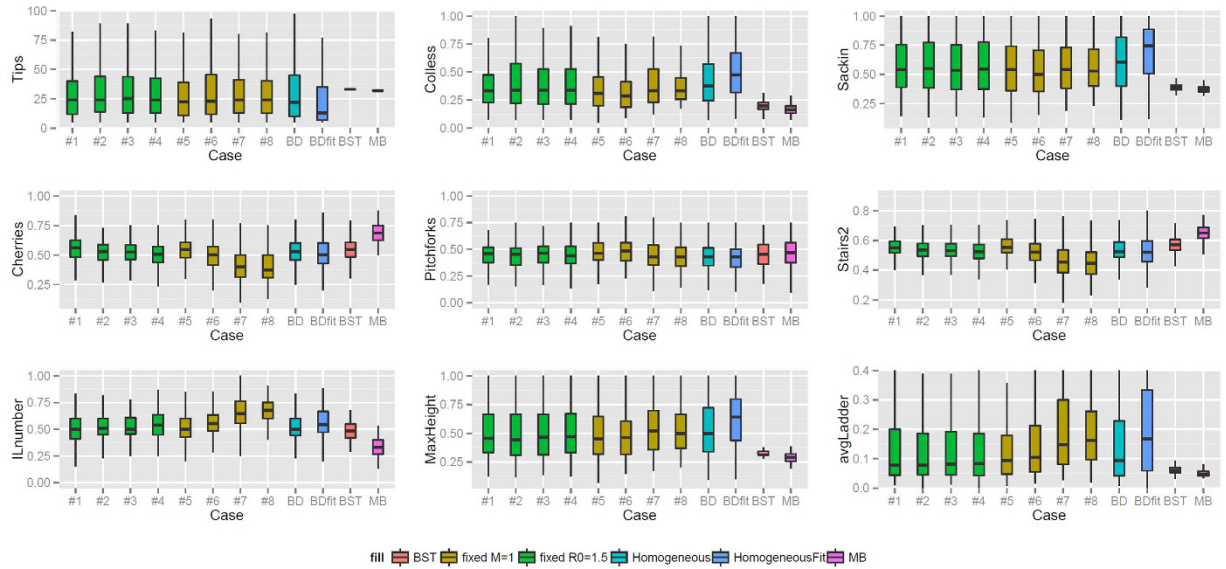 Tips
100
75
50
25
0
#1 #2 #3 #4 #5 #6 #7 #8 BD BDfit BST MB
Case
Colless
1.00
0.75
0.50
0.25
0.00
#1 #2 #3 #4 #5 #6 #7 #8 BD BDfit BST MB
Case
Sackin
1.00
0.75
0.50
0.25
#1 #2 #3 #4 #5 #6 #7 #8 BD BDfit BST MB
Case
Cherries
1.00
0.75
0.50
0.25
#1 #2 #3 #4 #5 #6 #7 #8 BD BDfit BST MB
Case
Pitchforks
1.00
0.75
0.50
0.25
0.00
#1 #2 #3 #4 #5 #6 #7 #8 BD BDfit BST MB
Case
Stairs2
0.8
0.6
0.4
0.2
#1 #2 #3 #4 #5 #6 #7 #8 BD BDfit BST MB
Case
ILnumber
1.00
0.75
0.50
0.25
0.00
#1 #2 #3 #4 #5 #6 #7 #8 BD BDfit BST MB
Case
MaxHeight
1.00
0.75
0.50
0.25
#1 #2 #3 #4 #5 #6 #7 #8 BD BDfit BST MB
Case
avgLadder
0.4
0.3
0.2
0.1
0.0
#1 #2 #3 #4 #5 #6 #7 #8 BD BDfit BST MB
Case
fill BST fixed M=1 fixed R0=1.5 Homogeneous HomogeneousFit MB